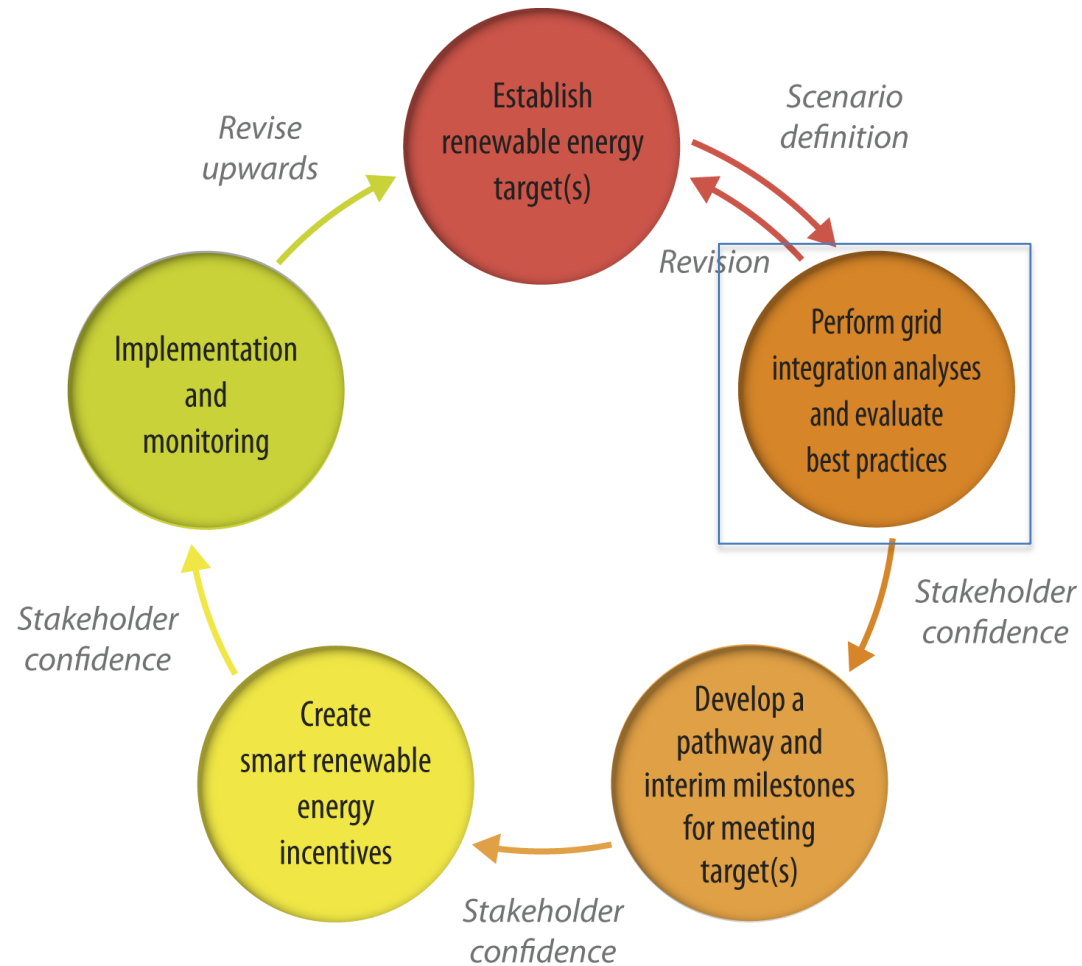 Establish
renewable energy
target(s)
Scenario
definition
Revision
Perform grid
integration analyses
and evaluate
best practices
Stakeholder
confidence
Develop a
pathway and
interim milestones
for meeting
target(s)
Stakeholder
confidence
Create
smart renewable
energy
incentives
Stakeholder
confidence
Implementation
and
monitoring
Revise
upwards